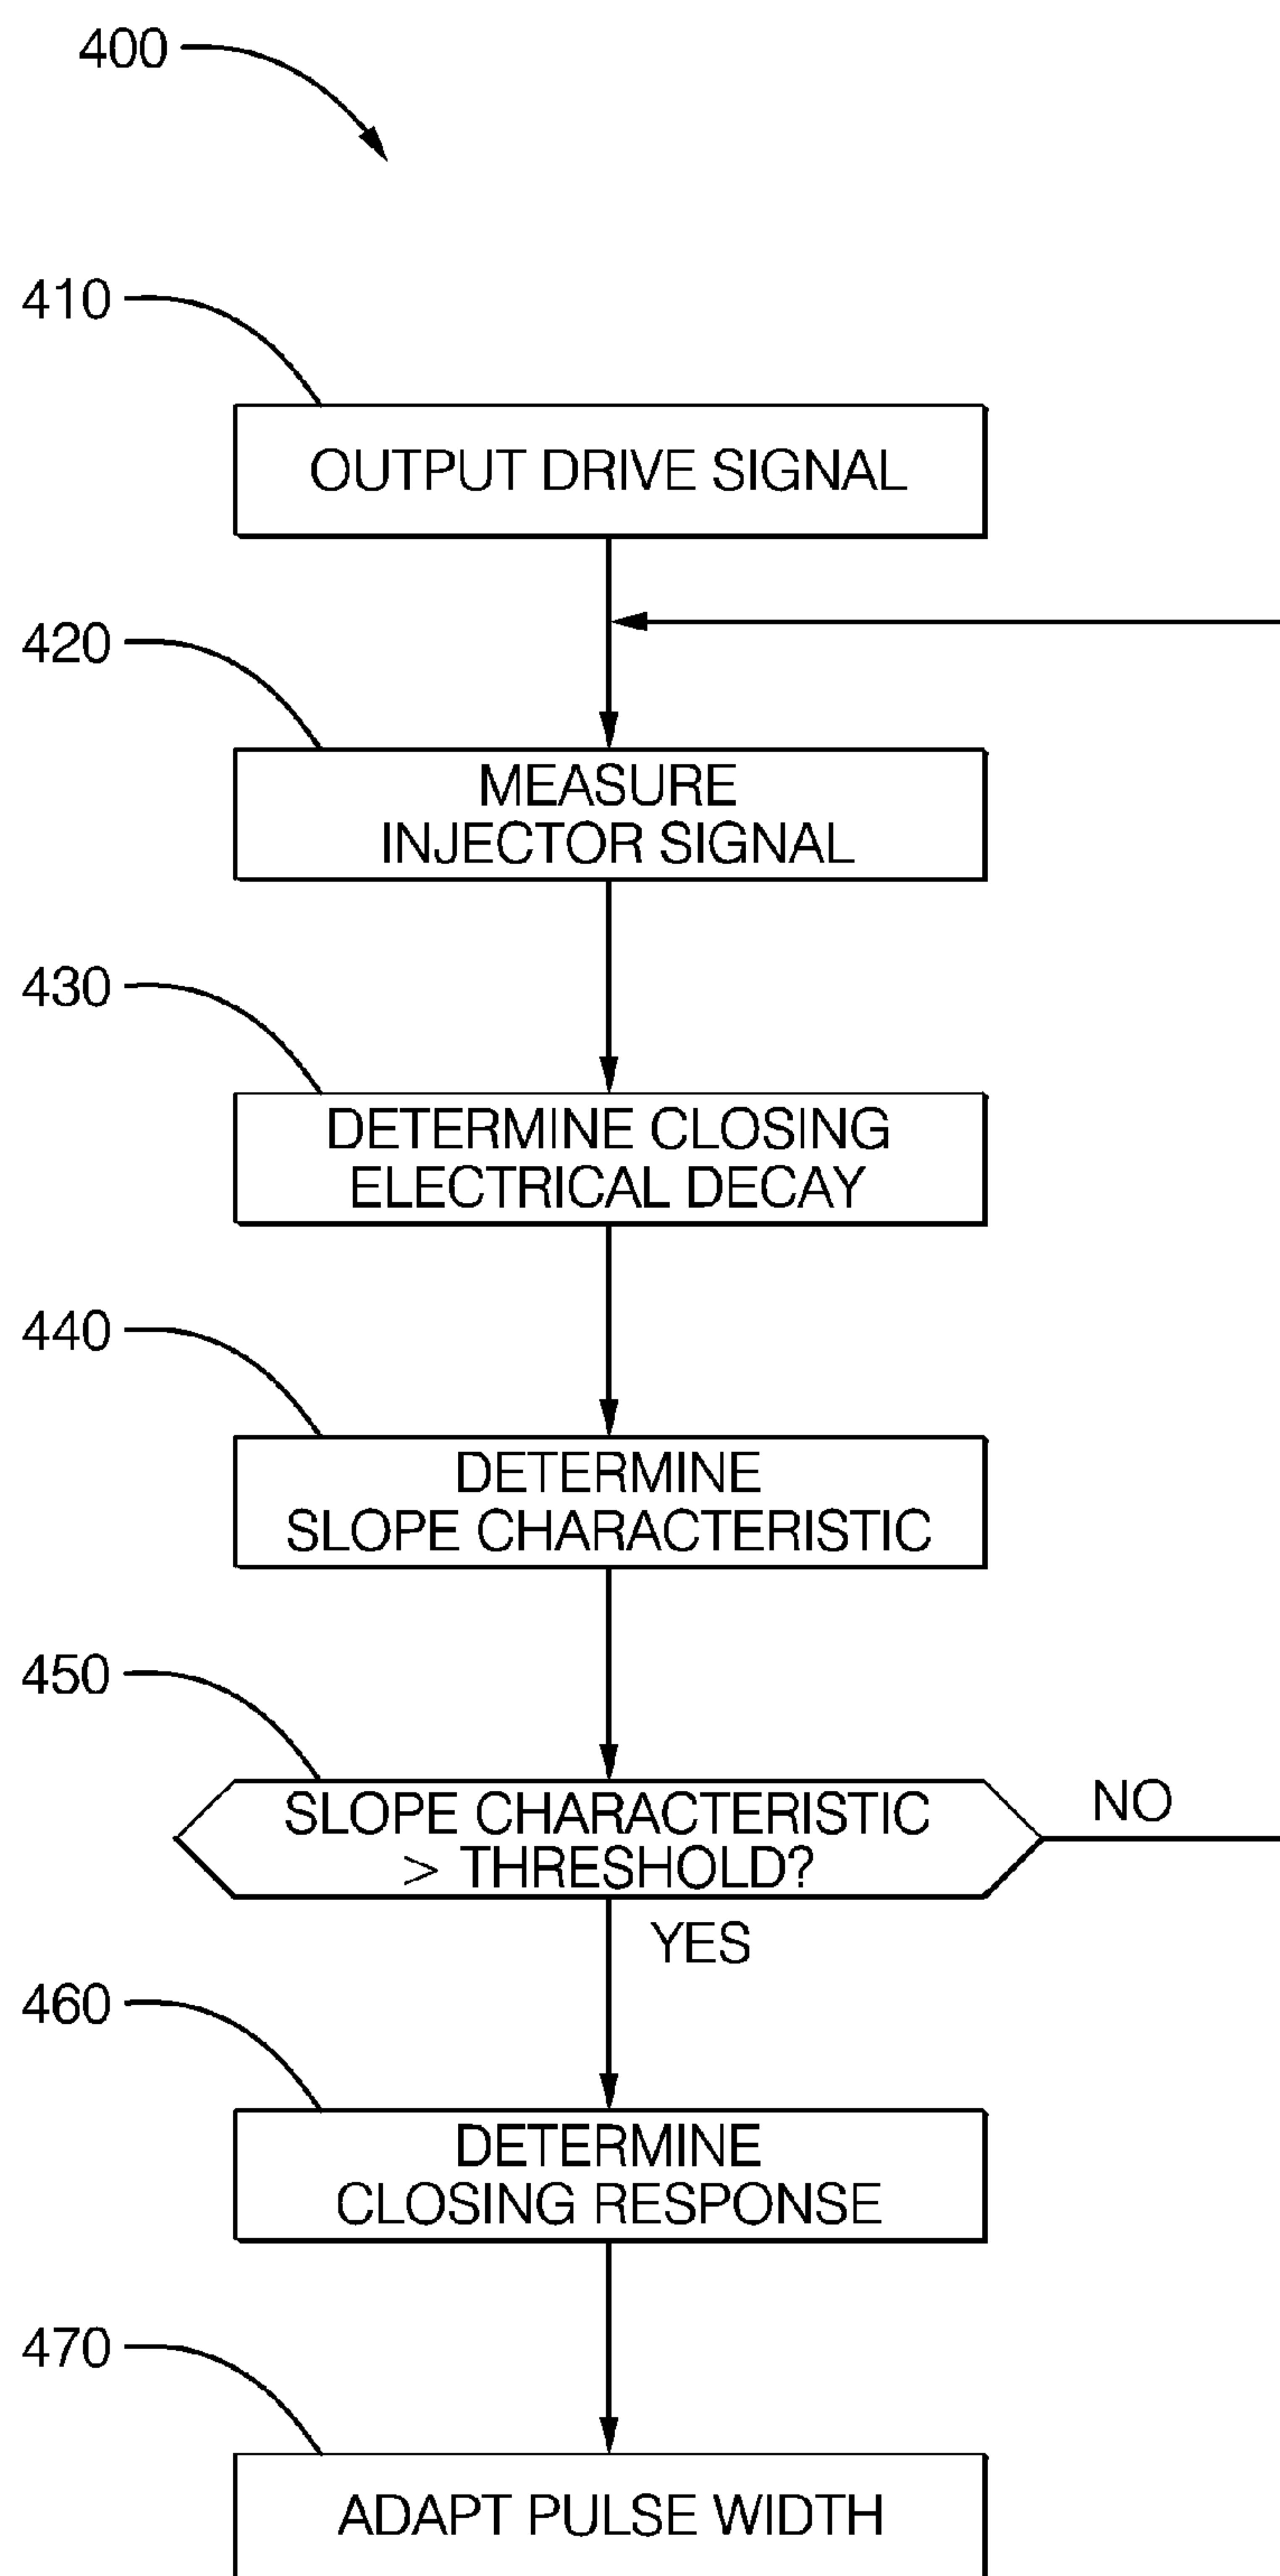 400
410
OUTPUT DRIVE SIGNAL
420
MEASURE
INJECTOR SIGNAL
430
DETERMINE CLOSING
ELECTRICAL DECAY
440
DETERMINE
SLOPE CHARACTERISTIC
450
SLOPE CHARACTERISTIC
> THRESHOLD?
NO
YES
460
DETERMINE
CLOSING RESPONSE
470
ADAPT PULSE WIDTH